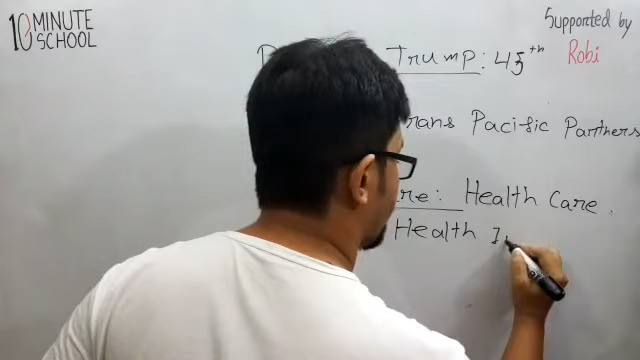 10 MINUTE SCHOOL
Supported by
Robi
Trump: 45th
rans Pacific Partners
re: Health Care.
Health I